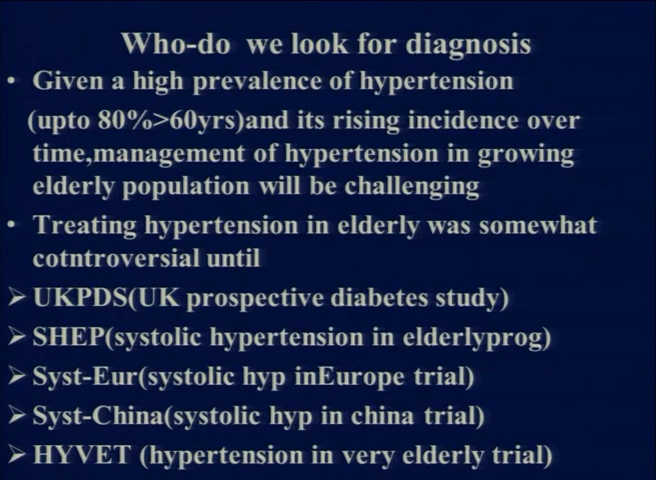 Who-do we look for diagnosis
• Given a high prevalence of hypertension
(upto 80%>60yrs)and its rising incidence over
time,management of hypertension in growing
elderly population will be challenging
• Treating hypertension in elderly was somewhat
cotntroversial until
➢ UKPDS(UK prospective diabetes study)
➢ SHEP(systolic hypertension in elderlyprog)
➢ Syst-Eur(systolic hyp inEurope trial)
➢ Syst-China(systolic hyp in china trial)
➢ HYVET (hypertension in very elderly trial)